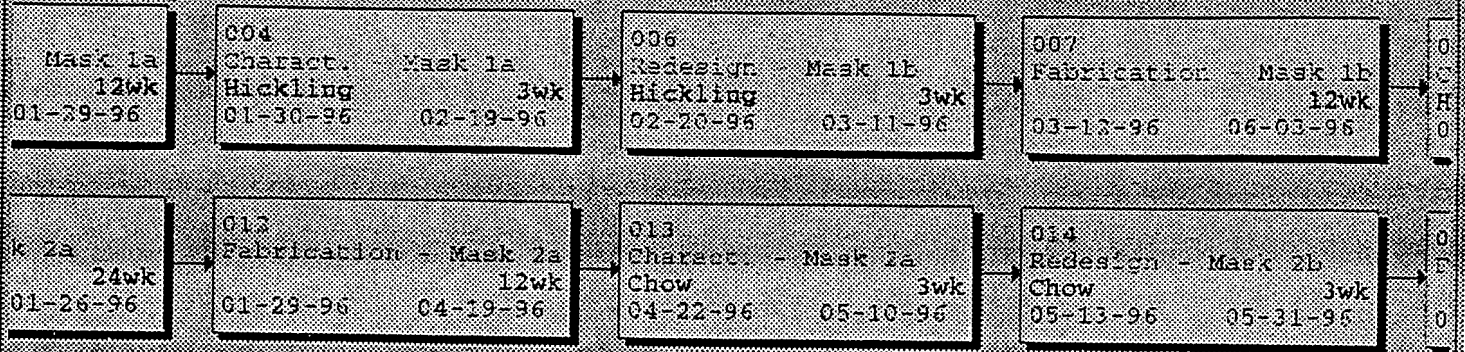 Mask 1a
12wk
01-29-96
004
Charact. - Mask 1a
Hickling 3wk
01-30-96 02-19-96
006
Redesign - Mask 1b
Hickling 3wk
02-20-96 03-11-96
007
Fabrication - Mask 1b
12wk
03-12-96 06-03-96
0
C
H
0
k 2a
24wk
01-26-96
012
Fabrication - Mask 2a
12wk
01-29-96 04-19-96
013
Charact. - Mask 2a
Chow 3wk
04-22-96 05-10-96
014
Redesign - Mask 2b
Chow 3wk
05-13-96 05-31-96
0
F
0